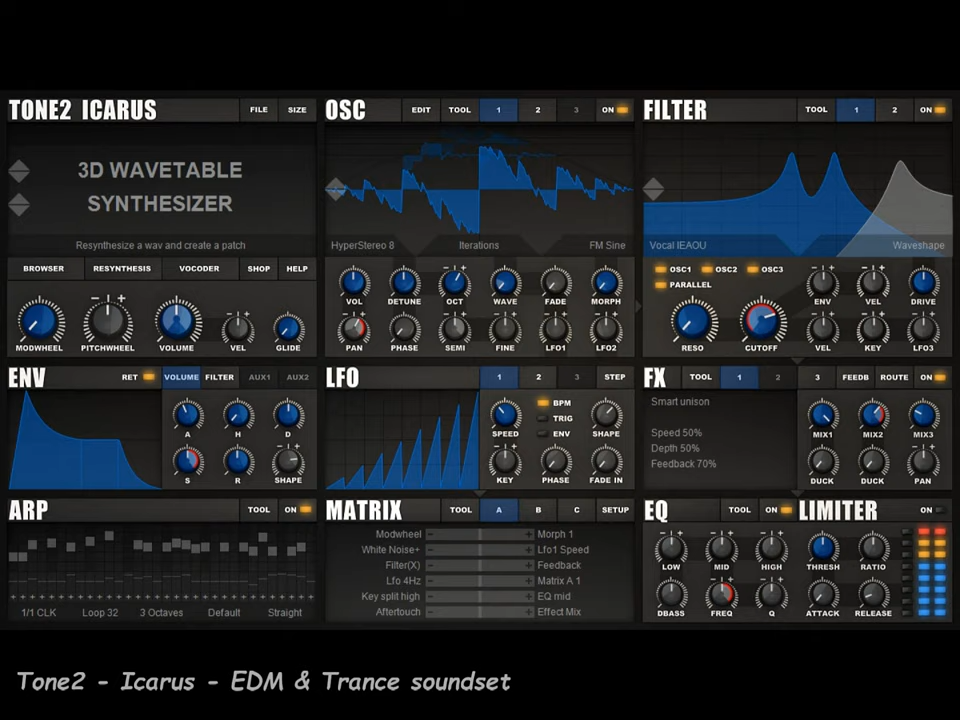 TONE2 ICARUS FILE SIZE
3D WAVETABLE
SYNTHESIZER
Resynthesize a wav and create a patch
BROWSER RESYNTHESIS VOCODER SHOP HELP
MODWHEEL PITCHWHEEL VOLUME VEL GLIDE
OSC EDIT TOOL 1 2 3 ON
HyperStereo 8 Iterations FM Sine
VOL DETUNE OCT WAVE FADE MORPH
PAN PHASE SEMI FINE LFO1 LFO2
FILTER TOOL 1 2 ON
Vocal IEAOU Waveshape
OSC1 OSC2 OSC3
PARALLEL
ENV VEL DRIVE
RESO CUTOFF VEL KEY LFO3
ENV RET VOLUME FILTER AUX1 AUX2
A H D
S R SHAPE
LFO 1 2 3 STEP
BPM
TRIG
ENV
SPEED SHAPE
KEY PHASE FADE IN
FX TOOL 1 2 3 FEEDB ROUTE ON
Smart unison
Speed 50%
Depth 50%
Feedback 70%
MIX1 MIX2 MIX3
DUCK DUCK PAN
ARP TOOL ON
1/1 CLK Loop 32 3 Octaves Default Straight
MATRIX TOOL A B C SETUP
Modwheel - + Morph 1
White Noise+ - + Lfo1 Speed
Filter(X) - + Feedback
Lfo 4Hz - + Matrix A 1
Key split high - + EQ mid
Aftertouch - + Effect Mix
EQ TOOL ON LIMITER ON
LOW MID HIGH THRESH RATIO
DBASS FREQ Q ATTACK RELEASE
Tone2 - Icarus - EDM & Trance soundset